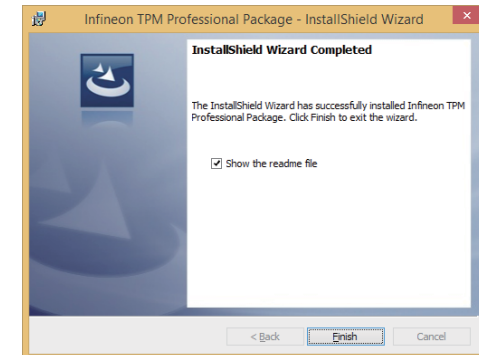 Infineon TPM Professional Package - InstallShield Wizard
InstallShield Wizard Completed
The InstallShield Wizard has successfully installed Infineon TPM
Professional Package. Click Finish to exit the wizard.
Show the readme file
< Back Finish Cancel